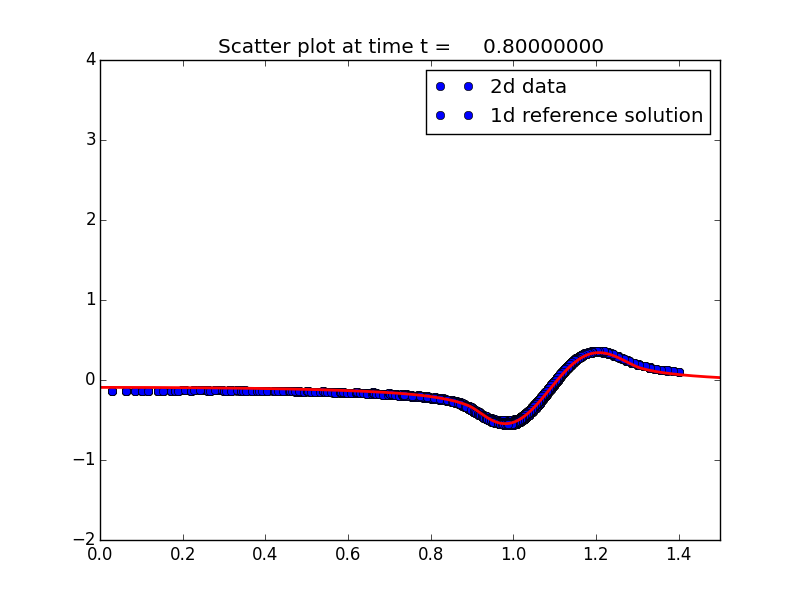 Scatter plot at time t =     0.80000000
2d data
1d reference solution
4
3
2
1
0
−1
−2
0.0 0.2 0.4 0.6 0.8 1.0 1.2 1.4